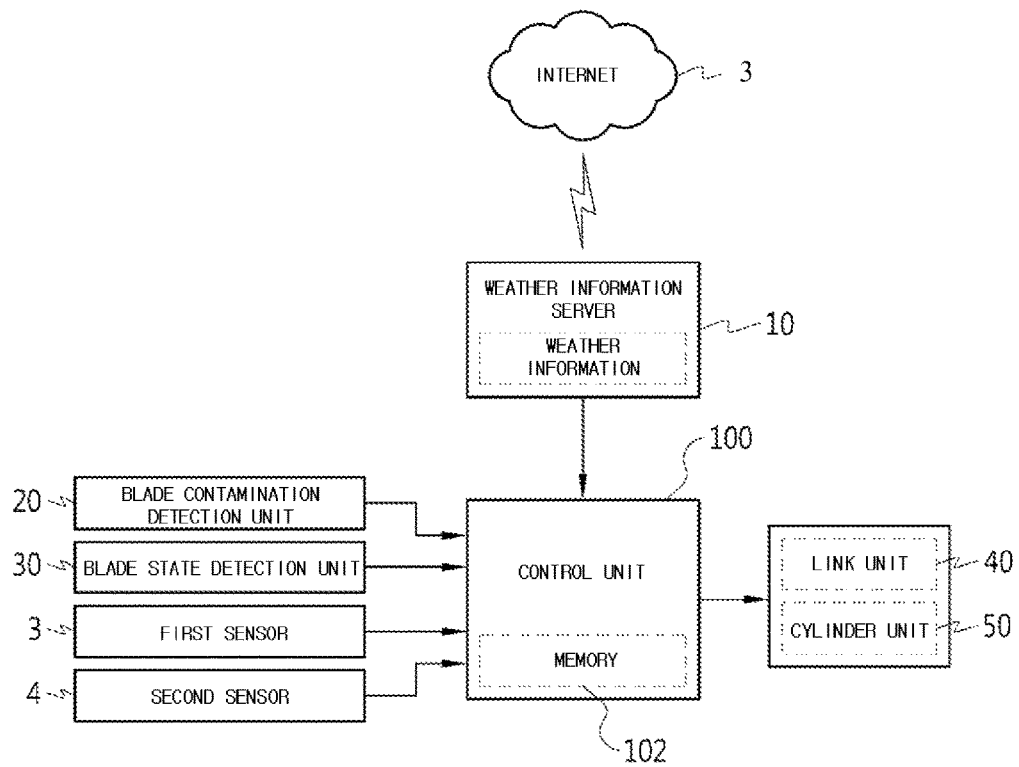 INTERNET
3
WEATHER INFORMATION
SERVER
10
WEATHER
INFORMATION
100
20
BLADE CONTAMINATION
DETECTION UNIT
30
BLADE STATE DETECTION UNIT
CONTROL UNIT
LINK UNIT
40
3
FIRST SENSOR
CYLINDER UNIT
50
MEMORY
4
SECOND SENSOR
102